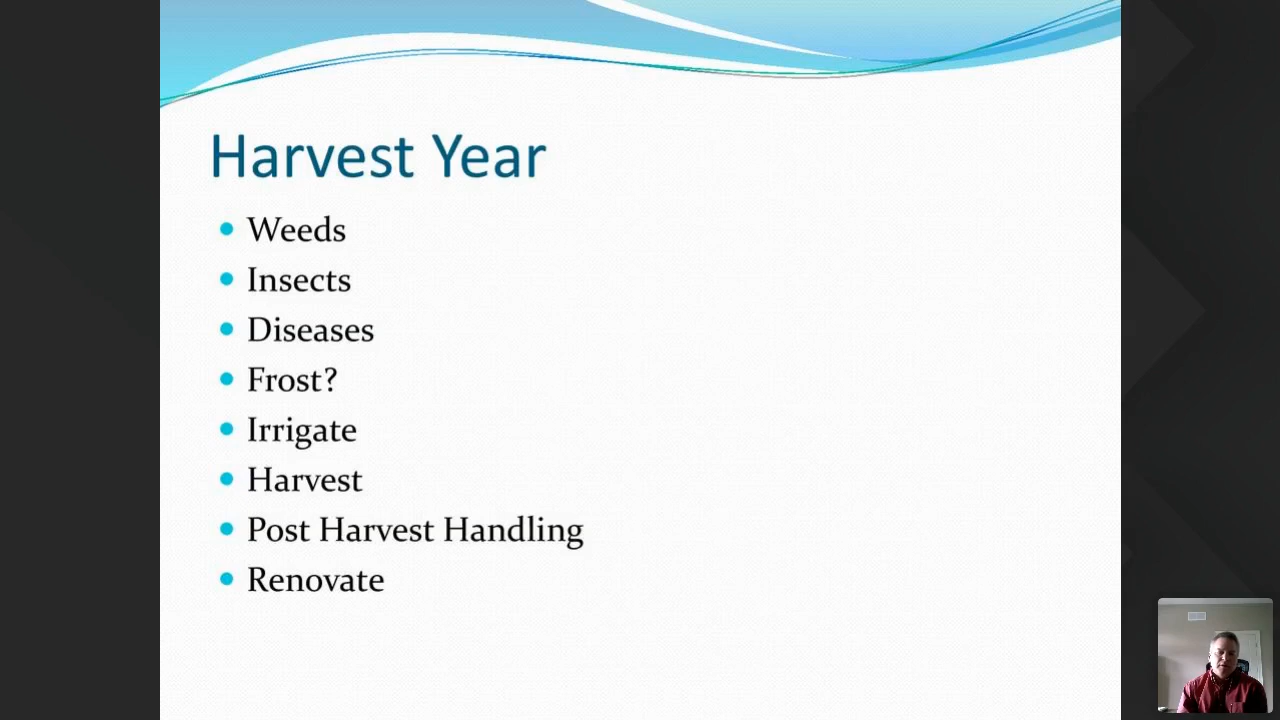 Harvest Year
Weeds
Insects
Diseases
Frost?
Irrigate
Harvest
Post Harvest Handling
Renovate